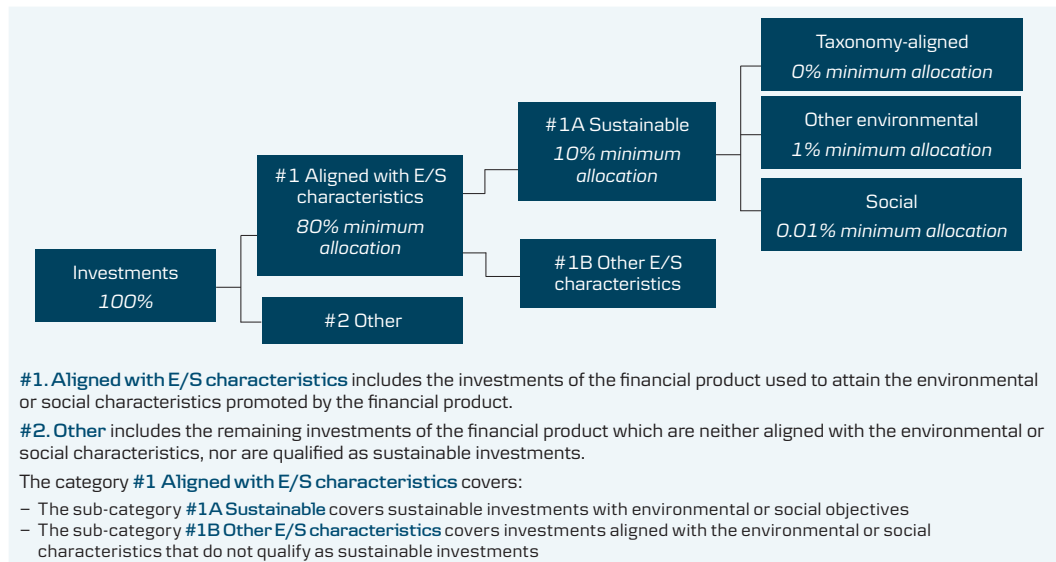 Investments
100%
#1 Aligned with E/S
characteristics
80% minimum
allocation
#2 Other
#1A Sustainable
10% minimum
allocation
#1B Other E/S
characteristics
Taxonomy-aligned
0% minimum allocation
Other environmental
1% minimum allocation
Social
0.01% minimum allocation
#1. Aligned with E/S characteristics includes the investments of the financial product used to attain the environmental
or social characteristics promoted by the financial product.
#2. Other includes the remaining investments of the financial product which are neither aligned with the environmental or
social characteristics, nor are qualified as sustainable investments.
The category #1 Aligned with E/S characteristics covers:
– The sub-category #1A Sustainable covers sustainable investments with environmental or social objectives
– The sub-category #1B Other E/S characteristics covers investments aligned with the environmental or social
characteristics that do not qualify as sustainable investments